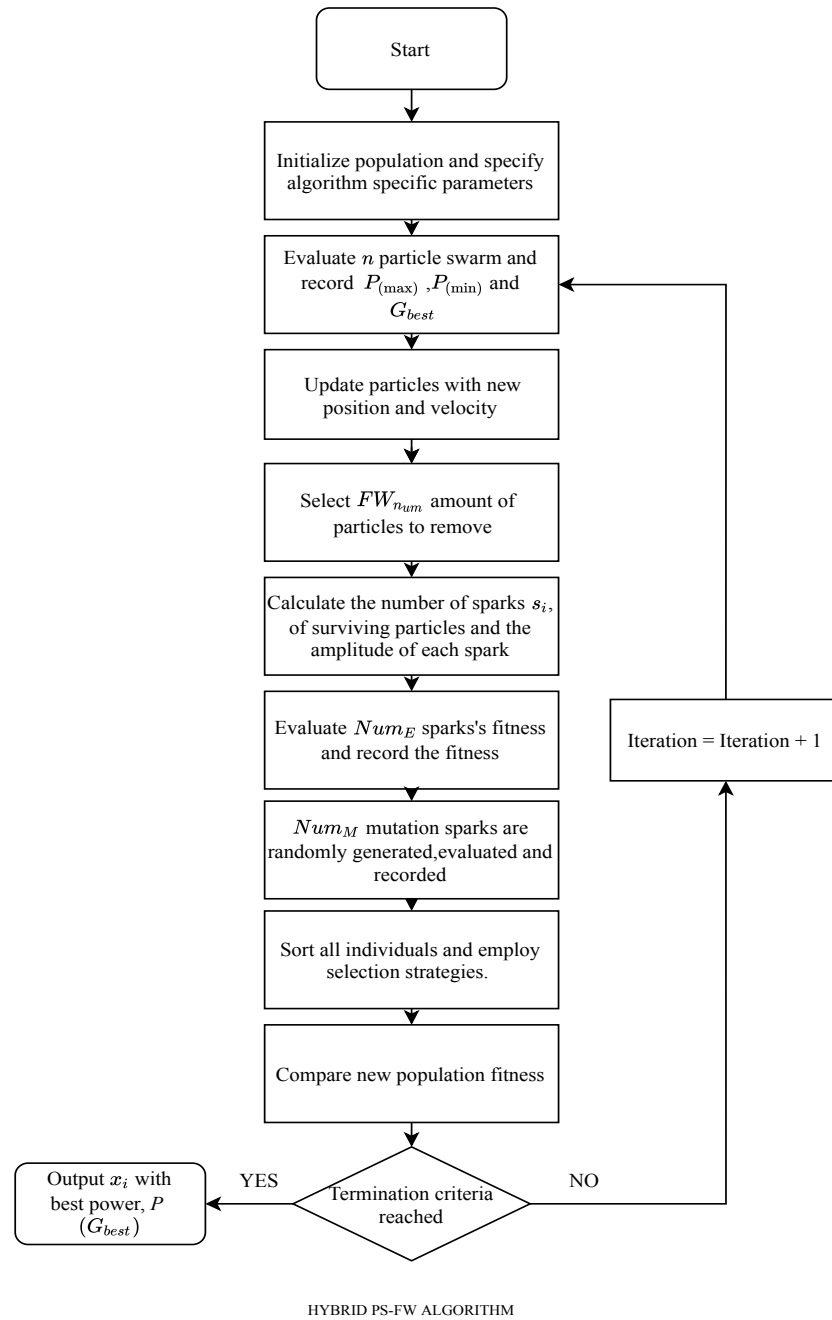 Start
Initialize population and specify
algorithm specific parameters
Evaluate n particle swarm and
record P(max) ,P(min) and
Gbest
Update particles with new
position and velocity
Select FWnum amount of
particles to remove
Calculate the number of sparks si,
of surviving particles and the
amplitude of each spark
Evaluate NumE sparks's fitness
and record the fitness
Iteration = Iteration + 1
NumM mutation sparks are
randomly generated,evaluated and
recorded
Sort all individuals and employ
selection strategies.
Compare new population fitness
Termination criteria
reached
YES
NO
Output xi with
best power, P
(Gbest)
HYBRID PS-FW ALGORITHM